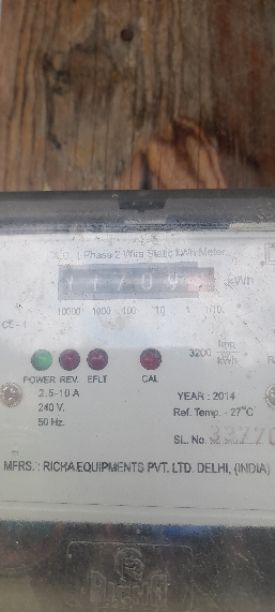 1 Phase 2 Wire Static kWh Meter
kWh
10000 1000 100 10 1 1/10
3200 imp kWh
POWER REV. EFLT CAL
2.5-10 A
240 V.
50 Hz.
YEAR : 2014
Ref. Temp. - 27°C
SL. No.
MFRS. : RICHA EQUIPMENTS PVT. LTD. DELHI, (INDIA)